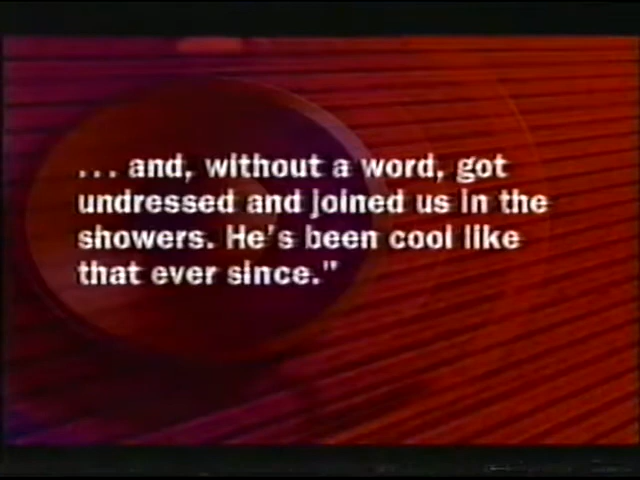 ... and, without a word, got
undressed and joined us in the
showers. He's been cool like
that ever since."